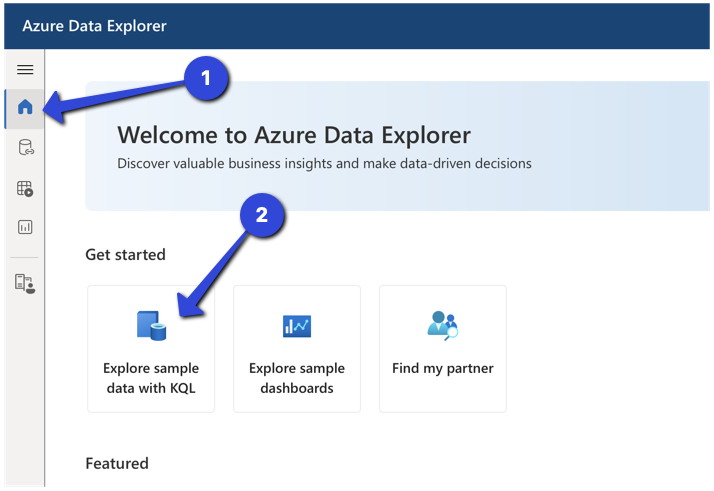 Azure Data Explorer
1
Welcome to Azure Data Explorer
Discover valuable business insights and make data-driven decisions
2
Get started
Explore sample
data with KQL
Explore sample
dashboards
Find my partner
Featured